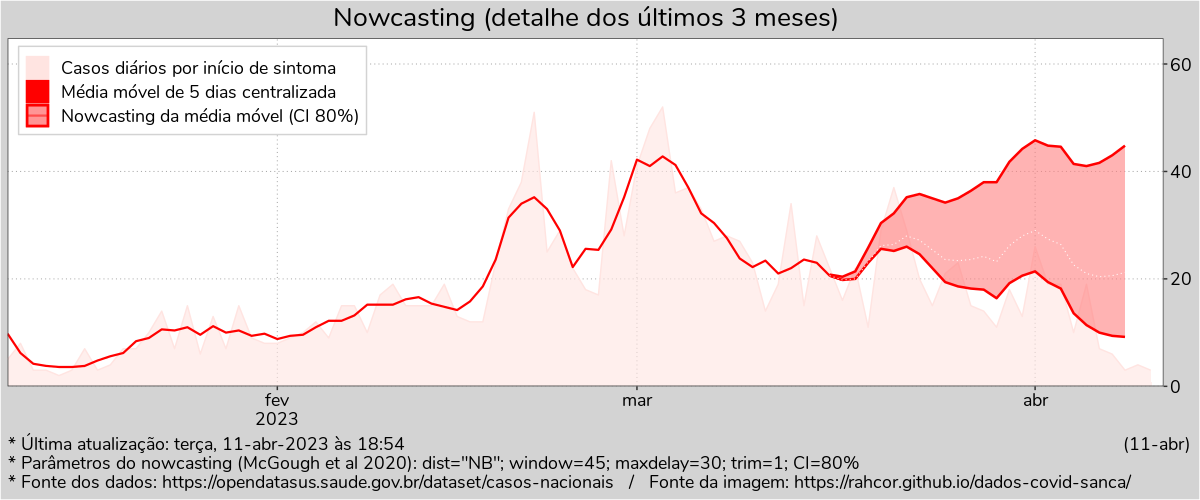 Nowcasting (detalhe dos últimos 3 meses)
Casos diários por início de sintoma
Média móvel de 5 dias centralizada
Nowcasting da média móvel (CI 80%)
60
40
20
0
fev
2023
mar
abr
* Última atualização: terça, 11-abr-2023 às 18:54
(11-abr)
* Parâmetros do nowcasting (McGough et al 2020): dist="NB"; window=45; maxdelay=30; trim=1; CI=80%
* Fonte dos dados: https://opendatasus.saude.gov.br/dataset/casos-nacionais / Fonte da imagem: https://rahcor.github.io/dados-covid-sanca/